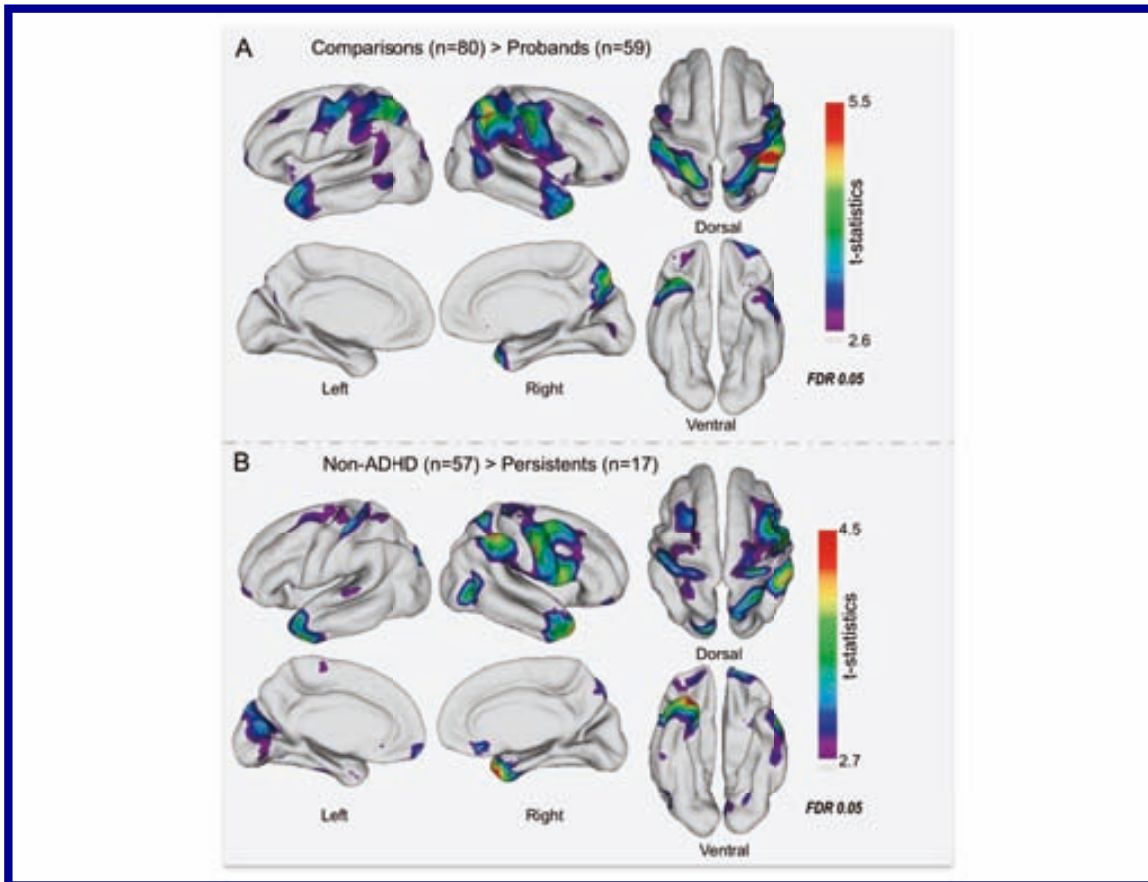 A
Comparisons (n=80) > Probands (n=59)
5.5
t-statistics
Dorsal
2.6
FDR 0.05
Left
Right
Ventral
B
Non-ADHD (n=57) > Persistents (n=17)
4.5
t-statistics
Dorsal
2.7
FDR 0.05
Left
Right
Ventral